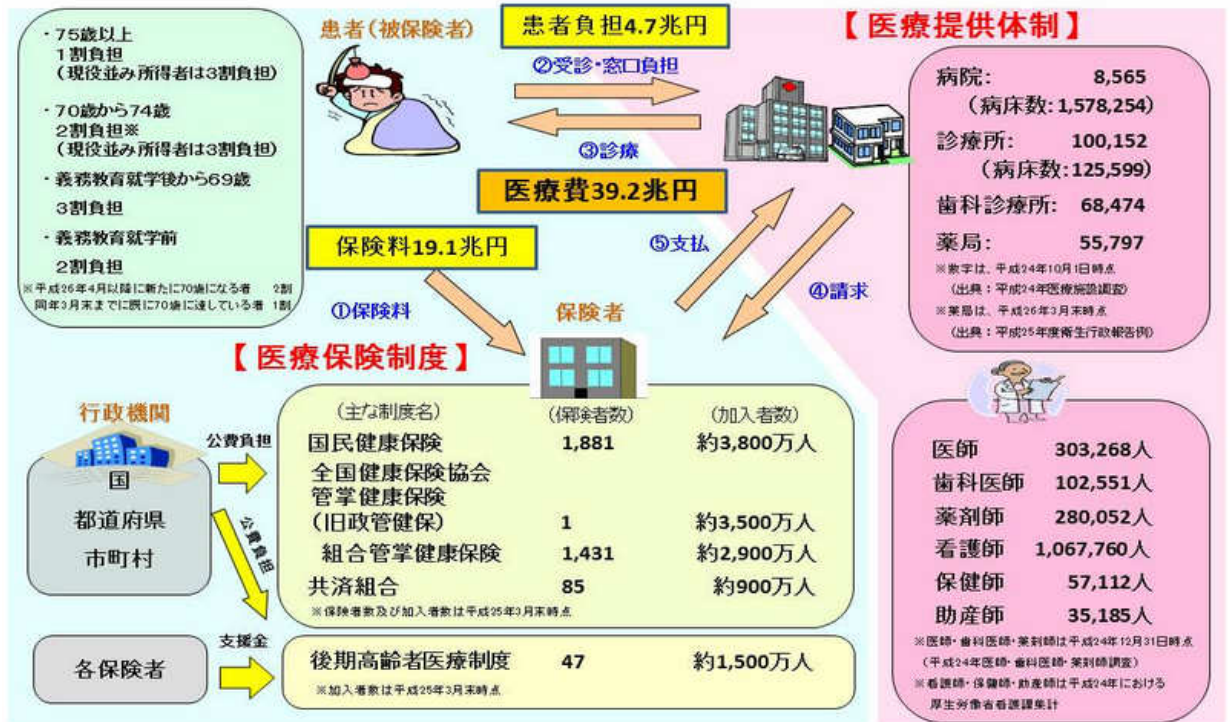 ・75歳以上
1割負担
(現役並み所得者は3割負担)
・70歳から74歳
2割負担※
(現役並み所得者は3割負担)
・義務教育就学後から69歳
3割負担
・義務教育就学前
2割負担
※平成26年4月以降に新たに70歳になる者 2割
同年3月末までに既に70歳に達している者 1割
患者(被保険者)
患者負担4.7兆円
②受診・窓口負担
③診療
医療費39.2兆円
保険料19.1兆円
①保険料
⑤支払
④請求
保険者
【医療提供体制】
病院: 8,565
(病床数:1,578,254)
診療所: 100,152
(病床数:125,599)
歯科診療所: 68,474
薬局: 55,797
※数字は、平成24年10月1日時点
(出典:平成24年医療施設調査)
※薬局は、平成26年3月末時点
(出典:平成25年度衛生行政報告例)
【医療保険制度】
行政機関
国
都道府県
市町村
公費負担
公費負担
(主な制度名) (保険者数) (加入者数)
国民健康保険 1,881 約3,800万人
全国健康保険協会
管掌健康保険
(旧政管健保) 1 約3,500万人
組合管掌健康保険 1,431 約2,900万人
共済組合 85 約900万人
※保険者数及び加入者数は平成25年3月末時点
各保険者
支援金
後期高齢者医療制度 47 約1,500万人
※加入者数は平成25年3月末時点
医師 303,268人
歯科医師 102,551人
薬剤師 280,052人
看護師 1,067,760人
保健師 57,112人
助産師 35,185人
※医師・歯科医師・薬剤師は平成24年12月31日時点
(平成24年医師・歯科医師・薬剤師調査)
※看護師・保健師・助産師は平成24年における
厚生労働省看護課集計